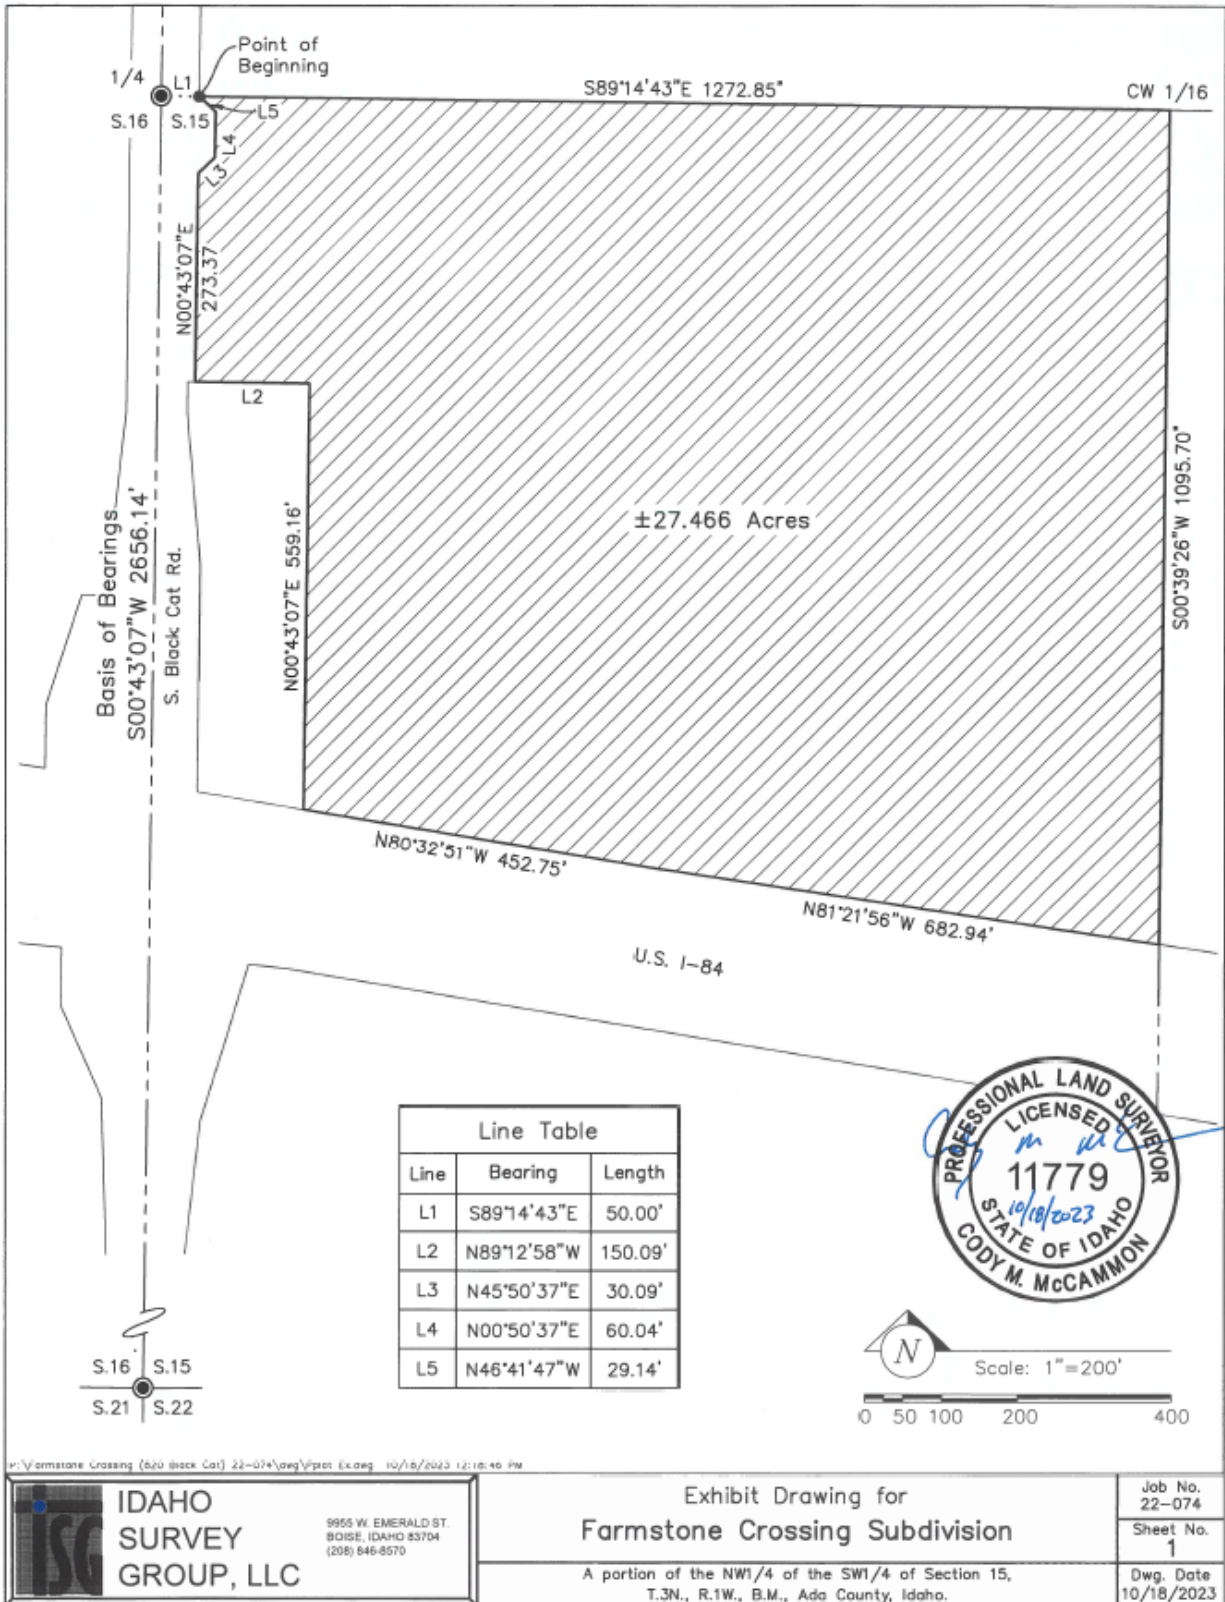 Point of
Beginning
1/4
L1
S.16
S.15
L5
S89°14'43"E 1272.85"
CW 1/16
L4
L3
N00°43'07"E
273.37
L2
Basis of Bearings
S00°43'07"W 2656.14'
S. Black Cat Rd.
N00°43'07"E 559.16'
±27.466 Acres
S00°39'26"W 1095.70"
N80°32'51"W 452.75'
N81°21'56"W 682.94'
U.S. I-84
Line Table
Line Bearing Length
L1 S89°14'43"E 50.00'
L2 N89°12'58"W 150.09'
L3 N45°50'37"E 30.09'
L4 N00°50'37"E 60.04'
L5 N46°41'47"W 29.14'
PROFESSIONAL LAND SURVEYOR
LICENSED
11779
10/18/2023
STATE OF IDAHO
CODY M. McCAMMON
N
Scale: 1"=200'
0 50 100 200 400
S.16 S.15
S.21 S.22
10/18/2023 12:18:46 PM
ISG
IDAHO
SURVEY
GROUP, LLC
9955 W. EMERALD ST.
BOISE, IDAHO 83704
(208) 846-8570
Exhibit Drawing for
Farmstone Crossing Subdivision
A portion of the NW1/4 of the SW1/4 of Section 15,
T.3N., R.1W., B.M., Ada County, Idaho.
Job No.
22-074
Sheet No.
1
Dwg. Date
10/18/2023